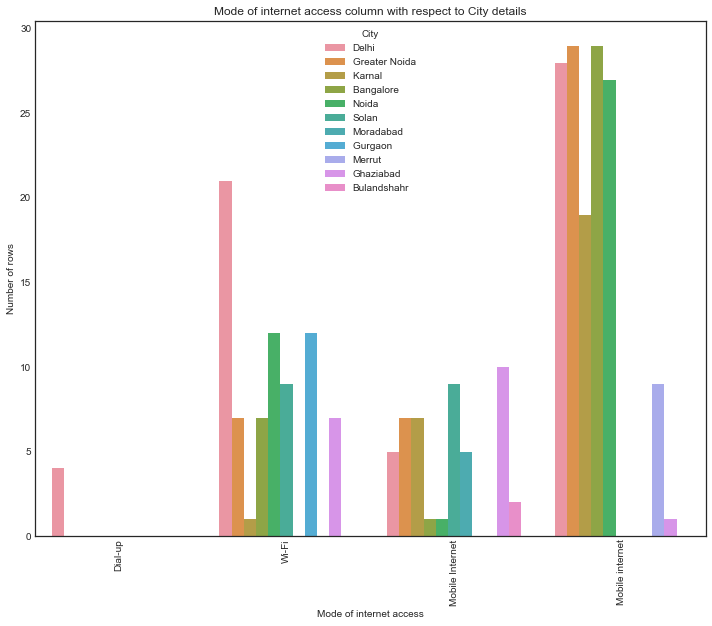 Mode of internet access column with respect to City details
30
25
20
15
10
5
0
Number of rows
City
Delhi
Greater Noida
Karnal
Bangalore
Noida
Solan
Moradabad
Gurgaon
Merrut
Ghaziabad
Bulandshahr
Dial-up
Wi-Fi
Mobile Internet
Mobile internet
Mode of internet access